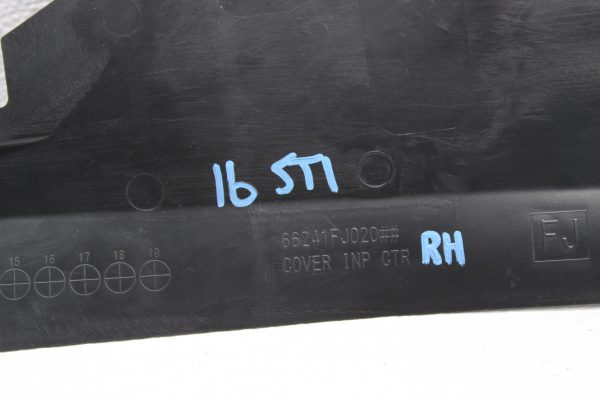 16 STI
66241FJ020##
COVER INP CTR RH
FJ
15 16 17 18 19